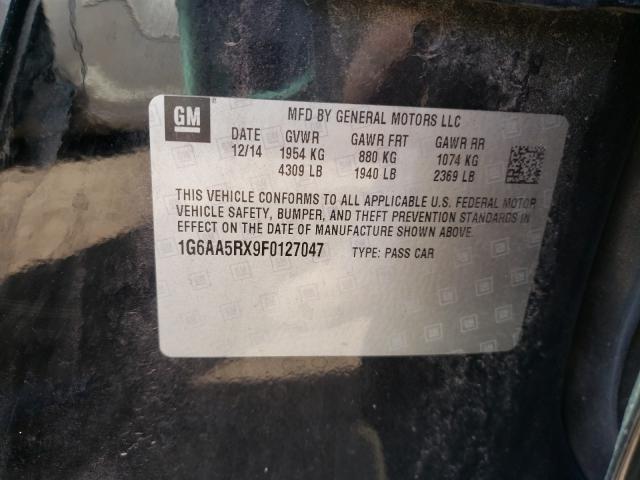 GM
MFD BY GENERAL MOTORS LLC
DATE GVWR GAWR FRT GAWR RR
12/14 1954 KG 880 KG 1074 KG
4309 LB 1940 LB 2369 LB
THIS VEHICLE CONFORMS TO ALL APPLICABLE U.S. FEDERAL MOTOR
VEHICLE SAFETY, BUMPER, AND THEFT PREVENTION STANDARDS IN
EFFECT ON THE DATE OF MANUFACTURE SHOWN ABOVE.
1G6AA5RX9F0127047 TYPE: PASS CAR